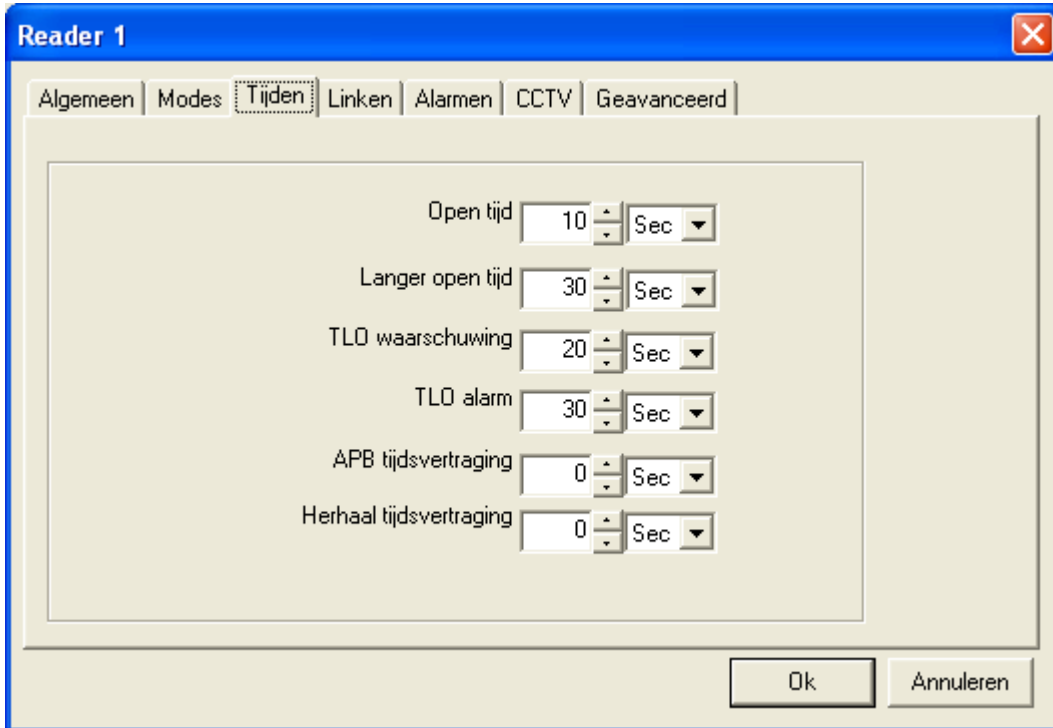 Reader 1
Algemeen Modes Tijden Linken Alarmen CCTV Geavanceerd
Open tijd 10 Sec
Langer open tijd 30 Sec
TLO waarschuwing 20 Sec
TLO alarm 30 Sec
APB tijdsvertraging 0 Sec
Herhaal tijdsvertraging 0 Sec
Ok Annuleren